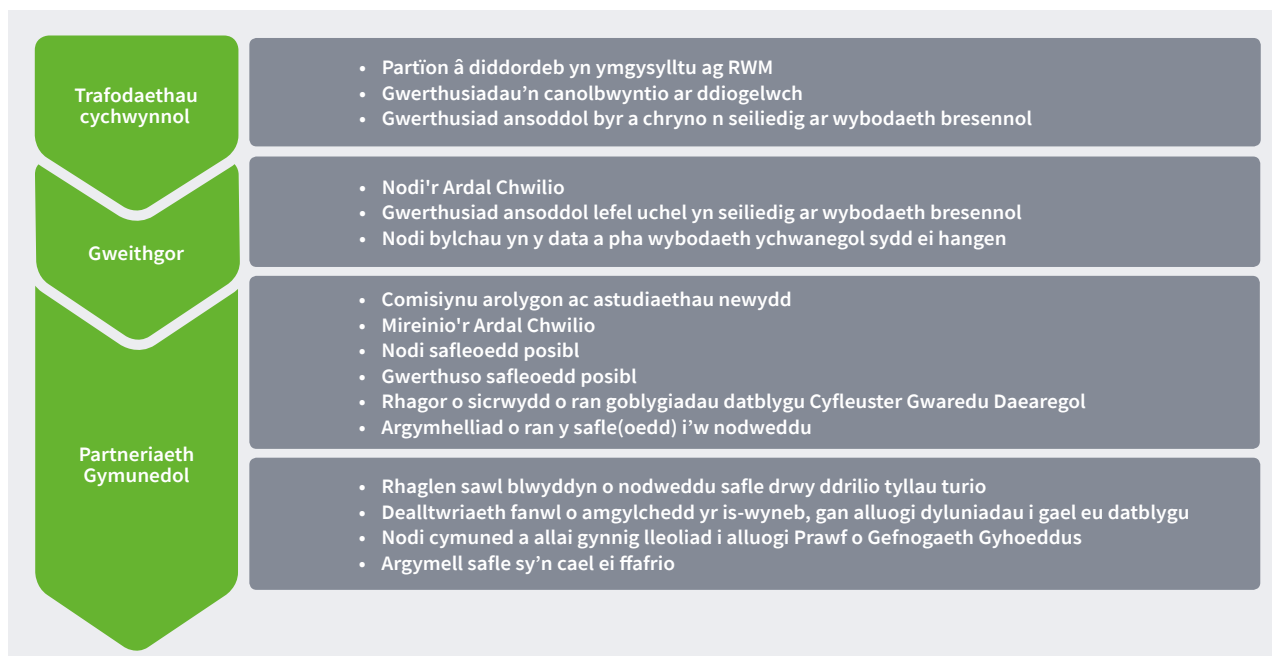 Trafodaethau
cychwynnol
• Partïon â diddordeb yn ymgysylltu ag RWM
• Gwerthusiadau’n canolbwyntio ar ddiogelwch
• Gwerthusiad ansoddol byr a chryno n seiliedig ar wybodaeth bresennol
Gweithgor
• Nodi'r Ardal Chwilio
• Gwerthusiad ansoddol lefel uchel yn seiliedig ar wybodaeth bresennol
• Nodi bylchau yn y data a pha wybodaeth ychwanegol sydd ei hangen
Partneriaeth
Gymunedol
• Comisiynu arolygon ac astudiaethau newydd
• Mireinio'r Ardal Chwilio
• Nodi safleoedd posibl
• Gwerthuso safleoedd posibl
• Rhagor o sicrwydd o ran goblygiadau datblygu Cyfleuster Gwaredu Daearegol
• Argymhelliad o ran y safle(oedd) i’w nodweddu
• Rhaglen sawl blwyddyn o nodweddu safle drwy ddrilio tyllau turio
• Dealltwriaeth fanwl o amgylchedd yr is-wyneb, gan alluogi dyluniadau i gael eu datblygu
• Nodi cymuned a allai gynnig lleoliad i alluogi Prawf o Gefnogaeth Gyhoeddus
• Argymell safle sy’n cael ei ffafrio